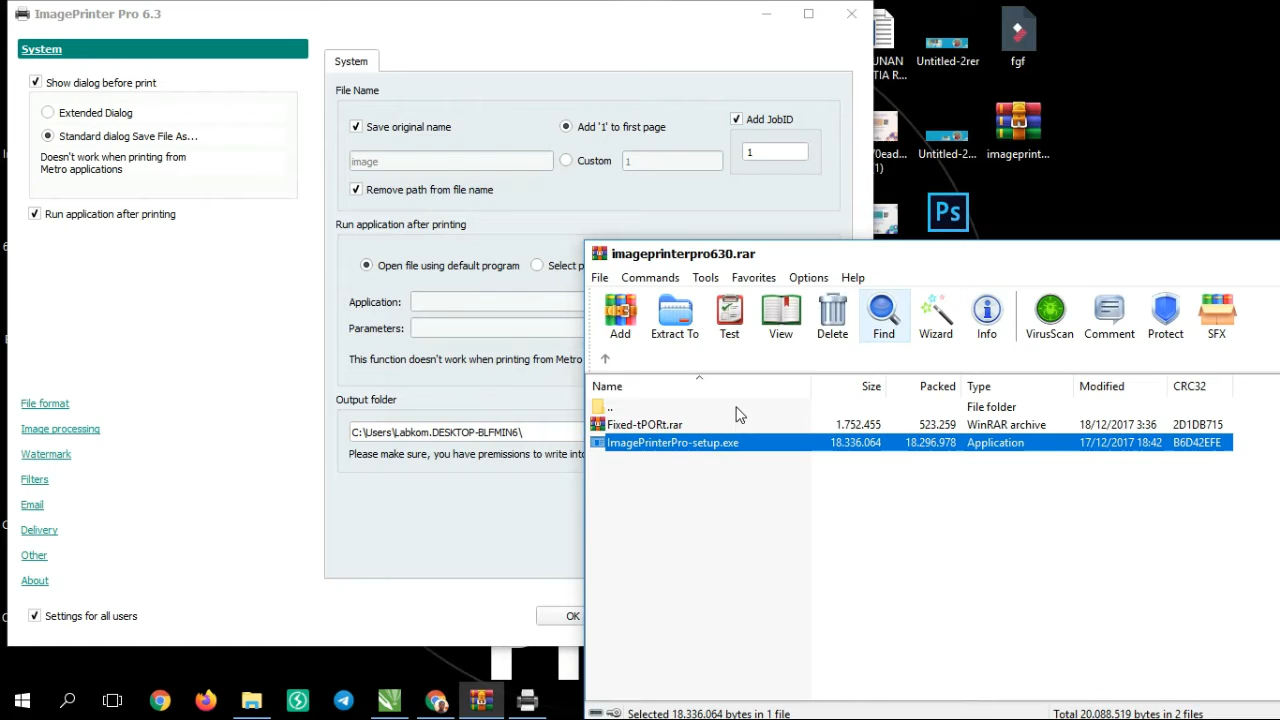 ImagePrinter Pro 6.3
System
Show dialog before print
Extended Dialog
Standard dialog Save File As...
Doesn't work when printing from
Metro applications
Run application after printing
File format
Image processing
Watermark
Filters
Email
Delivery
Other
About
Settings for all users
System
File Name
Save original name
Add '1' to first page
Add JobID
image
Custom
1
1
Remove path from file name
Run application after printing
Open file using default program
Select p
Application:
Parameters:
This function doesn't work when printing from Metro
Output folder
C:\Users\Labkom.DESKTOP-BLFMIN6\
Please make sure, you have premissions to write into
OK
UNAN
TIA R...
Untitled-2rer
fgf
70ead...
(1)
Untitled-2...
imageprint...
Ps
imageprinterpro630.rar
File Commands Tools Favorites Options Help
Add Extract To Test View Delete Find Wizard Info VirusScan Comment Protect SFX
Name Size Packed Type Modified CRC32
.. File folder
Fixed-tPORt.rar 1.752.455 523.259 WinRAR archive 18/12/2017 3:36 2D1DB715
ImagePrinterPro-setup.exe 18.336.064 18.296.978 Application 17/12/2017 18:42 B6D42EFE
Selected 18.336.064 bytes in 1 file
Total 20.088.519 bytes in 2 files